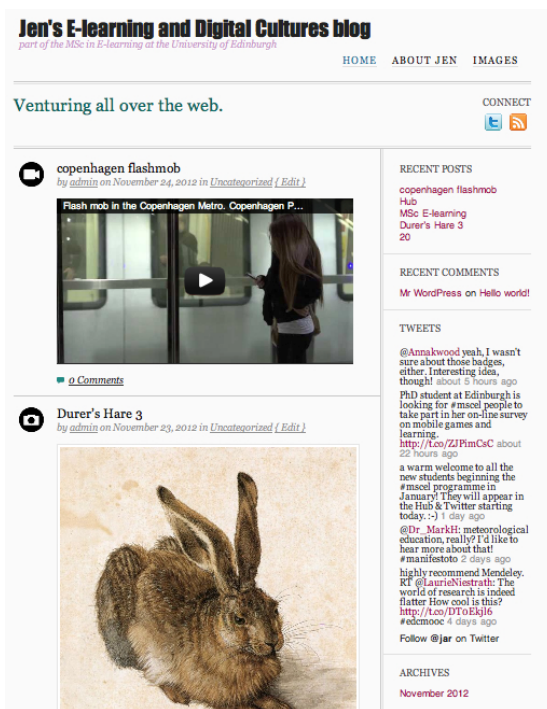 Jen's E-learning and Digital Cultures blog
part of the MSc in E-learning at the University of Edinburgh
HOME ABOUT JEN IMAGES
Venturing all over the web.
CONNECT
copenhagen flashmob
by admin on November 24, 2012 in Uncategorized { Edit }
Flash mob in the Copenhagen Metro. Copenhagen P...
0 Comments
Durer's Hare 3
by admin on November 23, 2012 in Uncategorized { Edit }
RECENT POSTS
copenhagen flashmob
Hub
MSc E-learning
Durer's Hare 3
20
RECENT COMMENTS
Mr WordPress on Hello world!
TWEETS
@Annakwood yeah, I wasn't
sure about those badges,
either. Interesting idea,
though! about 5 hours ago
PhD student at Edinburgh is
looking for #mscel people to
take part in her on-line survey
on mobile games and
learning.
http://t.co/ZJPimCsC about
22 hours ago
a warm welcome to all the
new students beginning the
#mscel programme in
January! They will appear in
the Hub & Twitter starting
today. :-) 1 day ago
@Dr_MarkH: meteorological
education, really? I'd like to
hear more about that!
#manifestoto 2 days ago
highly recommend Mendeley.
RT @LaurieNiestrath: The
world of research is indeed
flatter How cool is this?
http://t.co/DToEkjl6
#edcmooc 4 days ago
Follow @jar on Twitter
ARCHIVES
November 2012